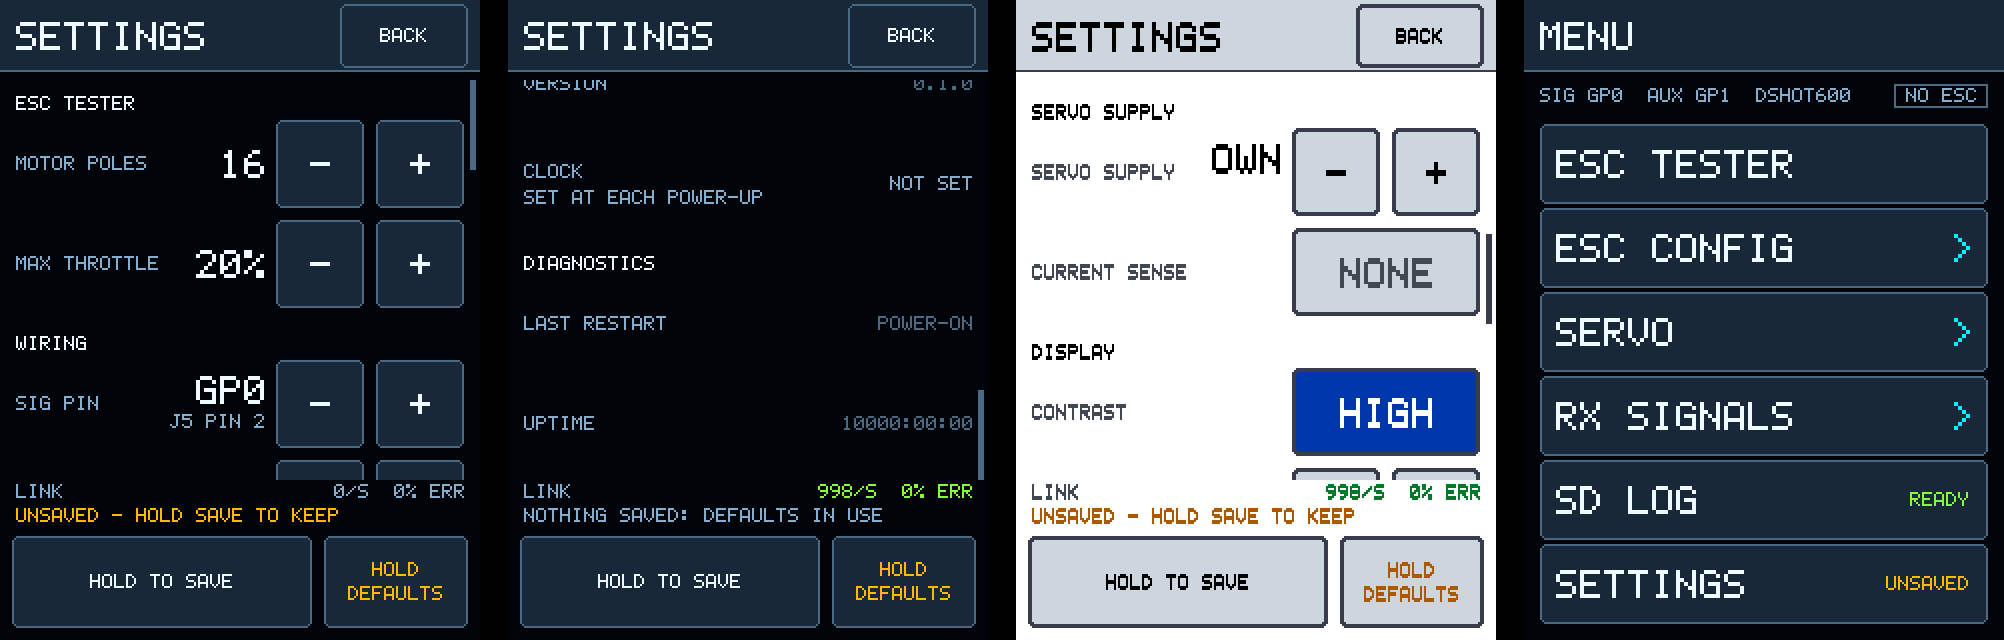 SETTINGS
BACK
ESC TESTER
MOTOR POLES 16 - +
MAX THROTTLE 20% - +
WIRING
SIG PIN GP0 - +
J5 PIN 2
LINK 0/S 0% ERR
UNSAVED - HOLD SAVE TO KEEP
HOLD TO SAVE
HOLD
DEFAULTS
SETTINGS
BACK
VERSION 0.1.0
CLOCK
SET AT EACH POWER-UP
NOT SET
DIAGNOSTICS
LAST RESTART POWER-ON
UPTIME 10000:00:00
LINK 998/S 0% ERR
NOTHING SAVED: DEFAULTS IN USE
HOLD TO SAVE
HOLD
DEFAULTS
SETTINGS
BACK
SERVO SUPPLY
SERVO SUPPLY OWN - +
CURRENT SENSE NONE
DISPLAY
CONTRAST HIGH
LINK 998/S 0% ERR
UNSAVED - HOLD SAVE TO KEEP
HOLD TO SAVE
HOLD
DEFAULTS
MENU
SIG GP0 AUX GP1 DSHOT600 NO ESC
ESC TESTER
ESC CONFIG >
SERVO >
RX SIGNALS >
SD LOG READY
SETTINGS UNSAVED